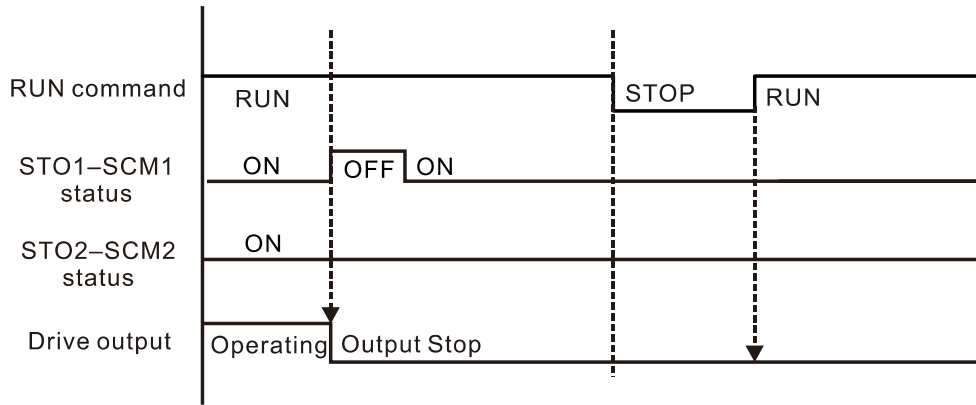 RUN command
RUN
STOP
RUN
STO1–SCM1
status
ON
OFF
ON
STO2–SCM2
status
ON
Drive output
Operating
Output Stop